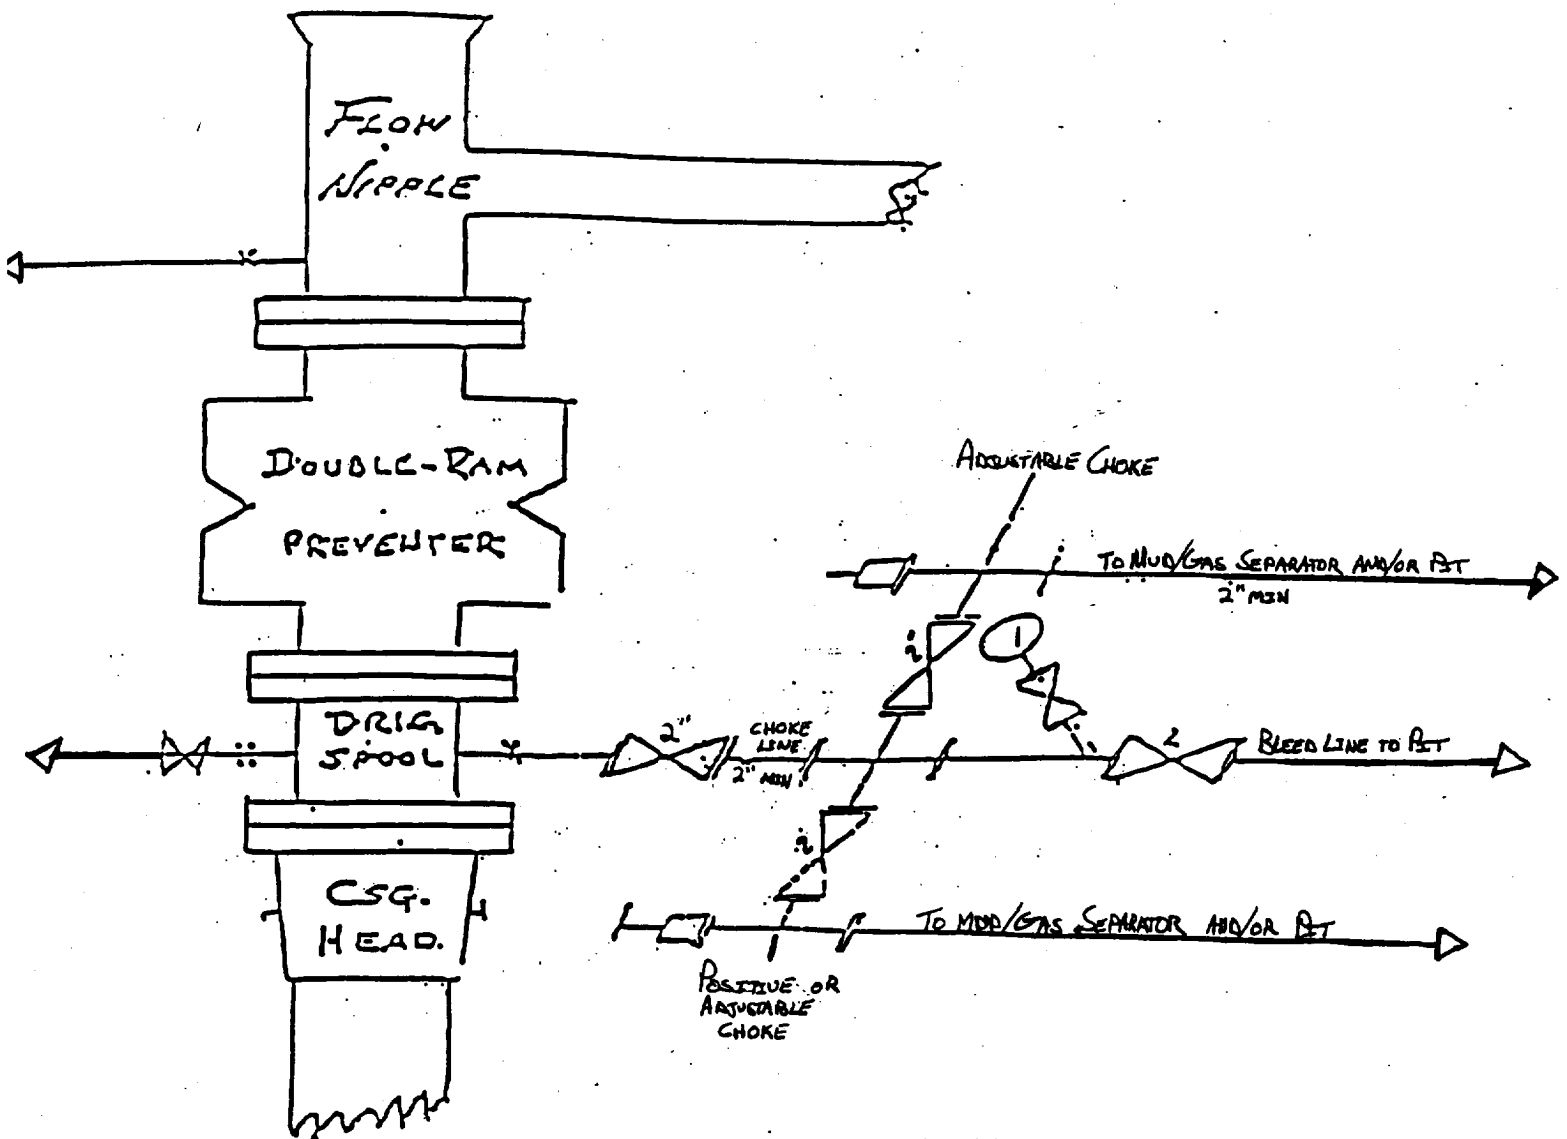 FLOW
NIPPLE
DOUBLE-RAM
PREVENTER
ADJUSTABLE CHOKE
TO MUD/GAS SEPARATOR AND/OR PIT
2" MIN
2"
1
DRLG
SPOOL
2"
CHOKE
LINE
2" MIN
2
BLEED LINE TO PIT
2"
CSG.
HEAD.
TO MUD/GAS SEPARATOR AND/OR PIT
POSITIVE OR
ADJUSTABLE
CHOKE